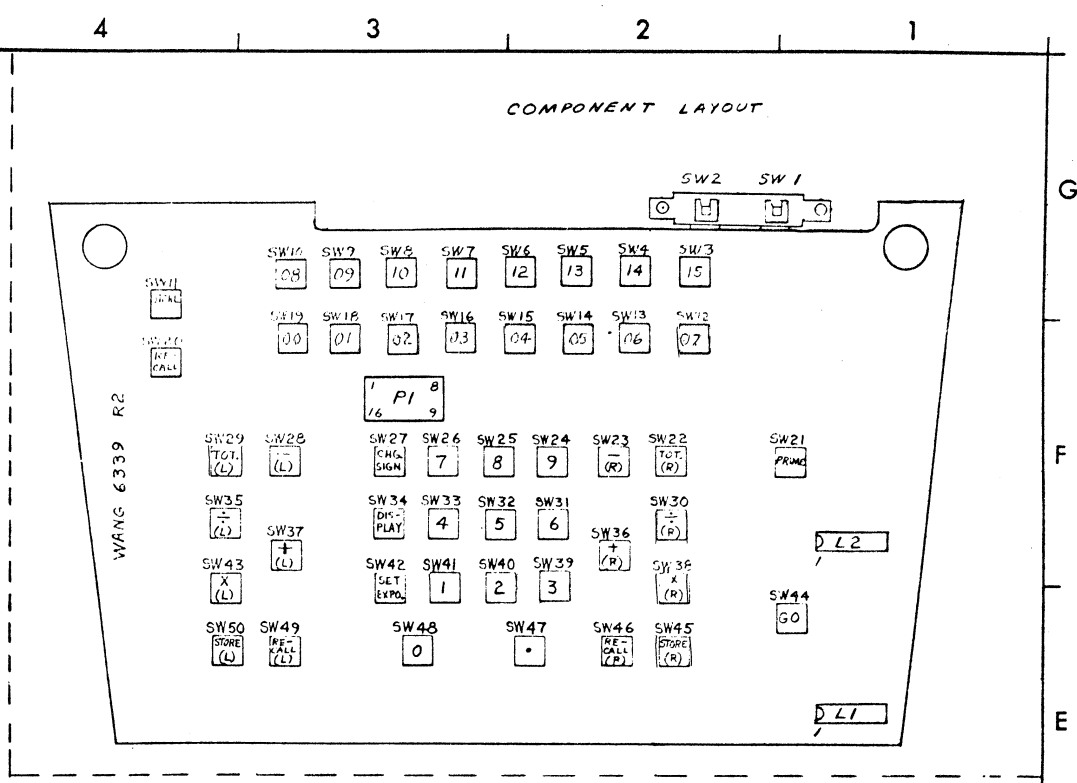 4 3 2 1
COMPONENT LAYOUT
SW2 SW1
G
SW10 SW9 SW8 SW7 SW6 SW5 SW4 SW3
08 09 10 11 12 13 14 15
SW11
SW19 SW18 SW17 SW16 SW15 SW14 SW13 SW12
00 01 02 03 04 05 06 07
SW20
RE-
CALL
1 8
P1
16 9
WANG 6339 R2
SW29 SW28 SW27 SW26 SW25 SW24 SW23 SW22 SW21
TOT. (L) — (L) CHG. SIGN 7 8 9 — (R) TOT. (R) PRIME
F
SW35 SW34 SW33 SW32 SW31 SW30
÷ (L) DIS- PLAY 4 5 6 ÷ (R)
SW37 SW36
+ (L) + (R)
L2
SW43 SW42 SW41 SW40 SW39 SW38
X (L) SET EXPO. 1 2 3 X (R)
SW44
GO
SW50 SW49 SW48 SW47 SW46 SW45
STORE (L) RE- CALL (L) 0 • RE- CALL (R) STORE (R)
L1
E